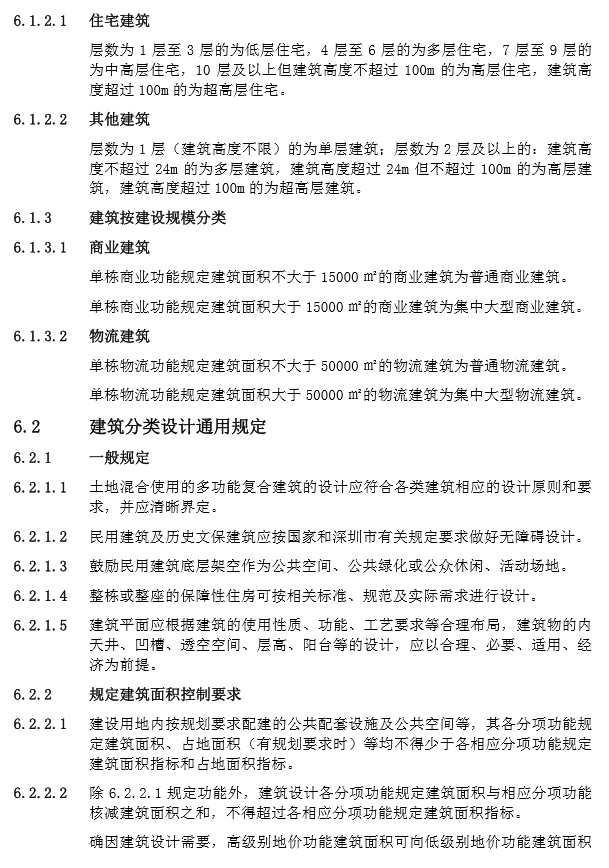 6.1.2.1 住宅建筑
层数为 1 层至 3 层的为低层住宅，4 层至 6 层的为多层住宅，7 层至 9 层的
为中高层住宅，10 层及以上但建筑高度不超过 100m 的为高层住宅，建筑高
度超过 100m 的为超高层住宅。
6.1.2.2 其他建筑
层数为 1 层（建筑高度不限）的为单层建筑；层数为 2 层及以上的：建筑高
度不超过 24m 的为多层建筑，建筑高度超过 24m 但不超过 100m 的为高层建
筑，建筑高度超过 100m 的为超高层建筑。
6.1.3 建筑按建设规模分类
6.1.3.1 商业建筑
单栋商业功能规定建筑面积不大于 15000 ㎡的商业建筑为普通商业建筑。
单栋商业功能规定建筑面积大于 15000 ㎡的商业建筑为集中大型商业建筑。
6.1.3.2 物流建筑
单栋物流功能规定建筑面积不大于 50000 ㎡的物流建筑为普通物流建筑。
单栋物流功能规定建筑面积大于 50000 ㎡的物流建筑为集中大型物流建筑。
6.2 建筑分类设计通用规定
6.2.1 一般规定
6.2.1.1 土地混合使用的多功能复合建筑的设计应符合各类建筑相应的设计原则和要
求，并应清晰界定。
6.2.1.2 民用建筑及历史文保建筑应按国家和深圳市有关规定要求做好无障碍设计。
6.2.1.3 鼓励民用建筑底层架空作为公共空间、公共绿化或公众休闲、活动场地。
6.2.1.4 整栋或整座的保障性住房可按相关标准、规范及实际需求进行设计。
6.2.1.5 建筑平面应根据建筑的使用性质、功能、工艺要求等合理布局，建筑物的内
天井、凹槽、透空空间、层高、阳台等的设计，应以合理、必要、适用、经
济为前提。
6.2.2 规定建筑面积控制要求
6.2.2.1 建设用地内按规划要求配建的公共配套设施及公共空间等，其各分项功能规
定建筑面积、占地面积（有规划要求时）等均不得少于各相应分项功能规定
建筑面积指标和占地面积指标。
6.2.2.2 除 6.2.2.1 规定功能外，建筑设计各分项功能规定建筑面积与相应分项功能
核减建筑面积之和，不得超过各相应分项功能规定建筑面积指标。
确因建筑设计需要，高级别地价功能建筑面积可向低级别地价功能建筑面积